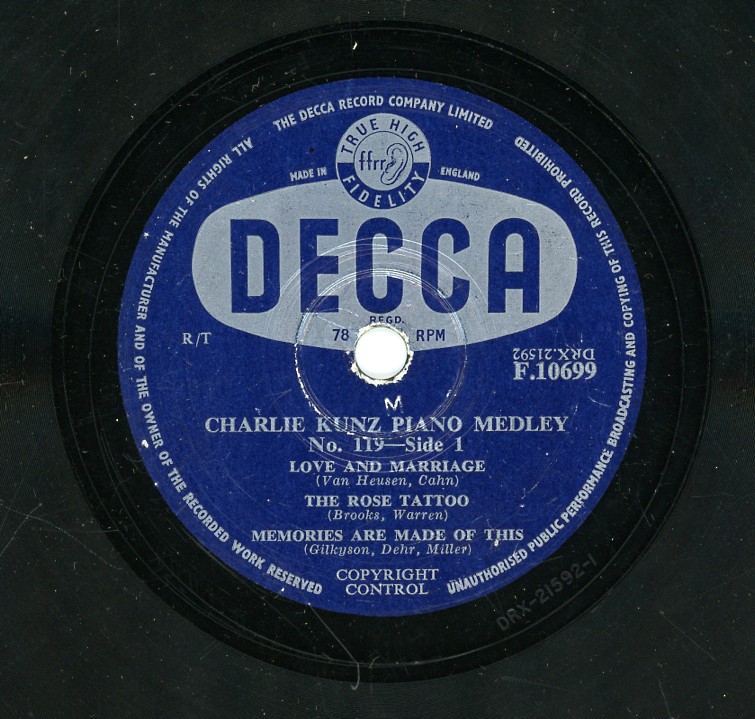 ALL RIGHTS OF THE MANUFACTURER AND OF THE OWNER OF THE RECORDED WORK RESERVED
THE DECCA RECORD COMPANY LIMITED
UNAUTHORISED PUBLIC PERFORMANCE BROADCASTING AND COPYING OF THIS RECORD PROHIBITED
TRUE HIGH
ffrr
FIDELITY
MADE IN ENGLAND
DECCA
REGD.
78 RPM
R/T
DRX.21592
F.10699
M
CHARLIE KUNZ PIANO MEDLEY
No. 119—Side 1
LOVE AND MARRIAGE
(Van Heusen, Cahn)
THE ROSE TATTOO
(Brooks, Warren)
MEMORIES ARE MADE OF THIS
(Gilkyson, Dehr, Miller)
COPYRIGHT
CONTROL
DRX-21592-1